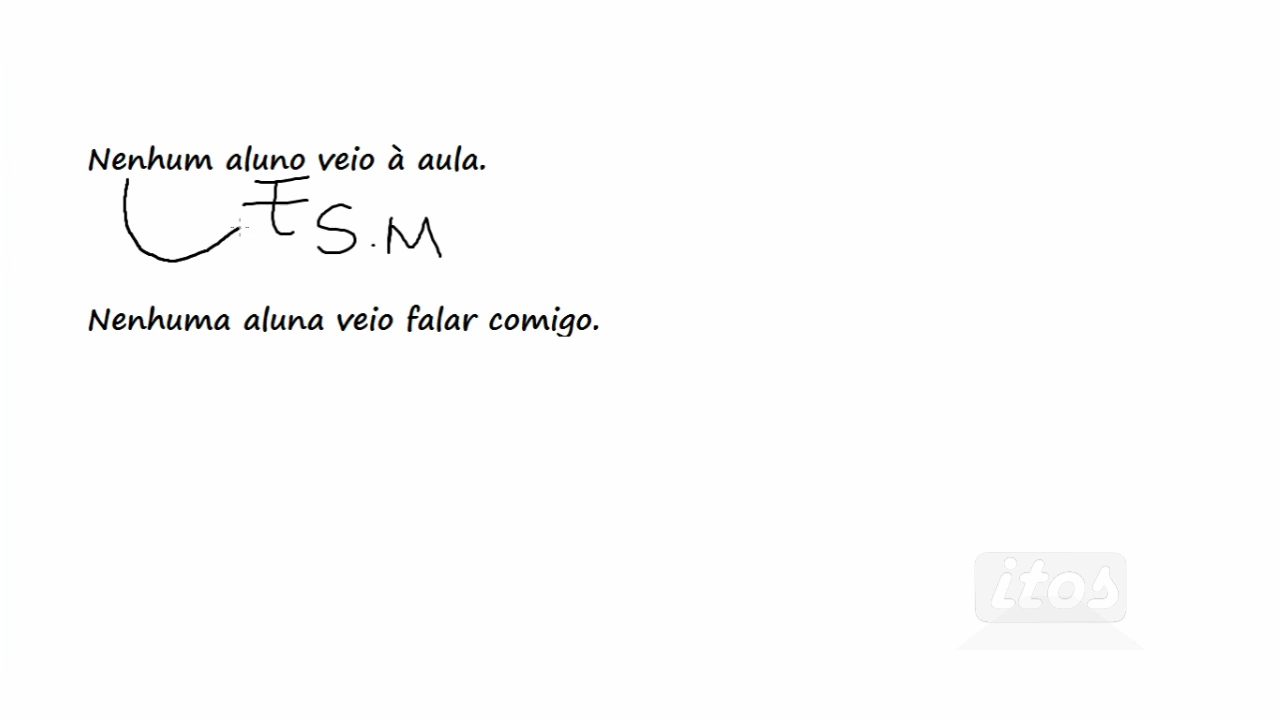 Nenhum aluno veio à aula.
t S.M
Nenhuma aluna veio falar comigo.
itos